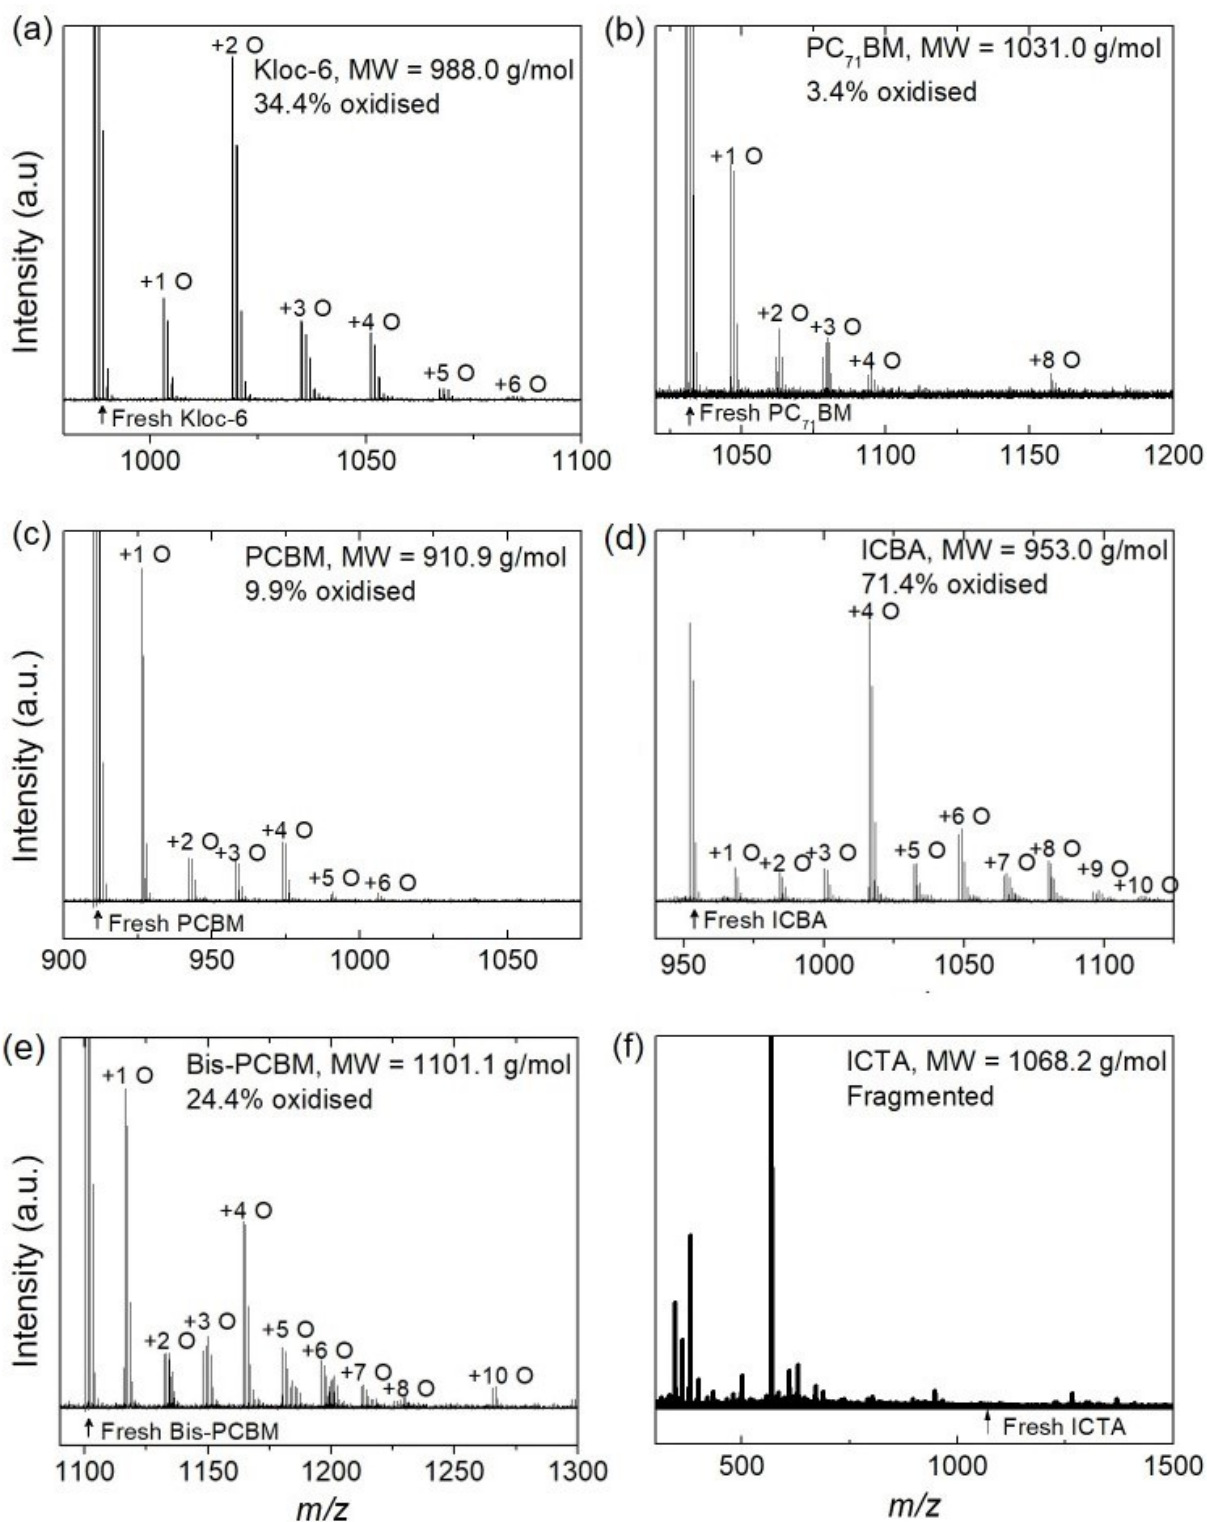 (a)
Kloc-6, MW = 988.0 g/mol
34.4% oxidised
+2 O
+1 O
+3 O
+4 O
+5 O
+6 O
Fresh Kloc-6
Intensity (a.u)
1000
1050
1100
(b)
PC₇₁BM, MW = 1031.0 g/mol
3.4% oxidised
+1 O
+2 O
+3 O
+4 O
+8 O
Fresh PC₇₁BM
1050
1100
1150
1200
(c)
PCBM, MW = 910.9 g/mol
9.9% oxidised
+1 O
+2 O
+3 O
+4 O
+5 O
+6 O
Fresh PCBM
Intensity (a.u.)
900
950
1000
1050
(d)
ICBA, MW = 953.0 g/mol
71.4% oxidised
+4 O
+1 O
+2 O
+3 O
+5 O
+6 O
+7 O
+8 O
+9 O
+10 O
Fresh ICBA
950
1000
1050
1100
(e)
Bis-PCBM, MW = 1101.1 g/mol
24.4% oxidised
+1 O
+2 O
+3 O
+4 O
+5 O
+6 O
+7 O
+8 O
+10 O
Fresh Bis-PCBM
Intensity (a.u.)
1100
1150
1200
1250
1300
m/z
(f)
ICTA, MW = 1068.2 g/mol
Fragmented
Fresh ICTA
500
1000
1500
m/z